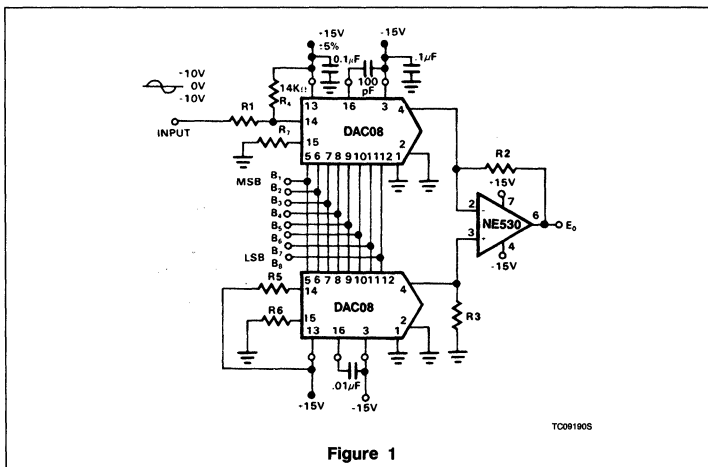 +15V
-15V
±5%
0.1μF
.1μF
-10V
0V
-10V
14KΩ
R4
100
pF
13
16
3
R1
14
4
INPUT
R7
15
DAC08
2
5 6 7 8 9 10 11 12
1
R2
B1
MSB
B2
B3
B4
B5
B6
B7
LSB
B8
-15V
2
-
7
NE530
6
E0
3
+
4
-15V
R5
5 6 7 8 9 10 11 12
14
4
R6
15
DAC08
2
13
16
3
1
R3
.01μF
+15V
-15V
TC09190S
Figure 1